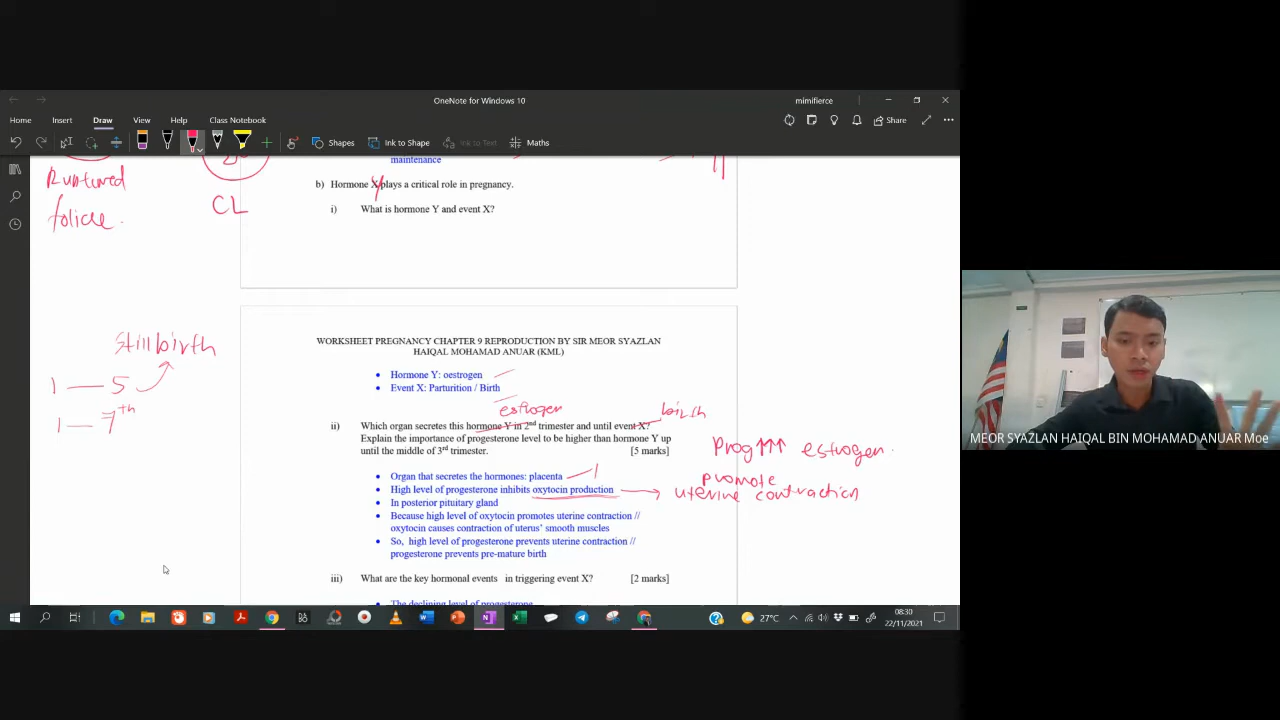 OneNote for Windows 10
mimifierce
Home
Insert
Draw
View
Help
Class Notebook
Share
Shapes
Ink to Shape
Ink to Text
Maths
maintenance
Ruptured
follicle.
CL
b) Hormone X plays a critical role in pregnancy.
Y
i) What is hormone Y and event X?
WORKSHEET PREGNANCY CHAPTER 9 REPRODUCTION BY SIR MEOR SYAZLAN
HAIQAL MOHAMAD ANUAR (KML)
Stillbirth
1 — 5
1 — 7th
• Hormone Y: oestrogen
• Event X: Parturition / Birth
estrogen
birth
ii) Which organ secretes this hormone Y in 2nd trimester and until event X?
Explain the importance of progesterone level to be higher than hormone Y up
until the middle of 3rd trimester. [5 marks]
Prog↑↑↑ estrogen.
• Organ that secretes the hormones: placenta
• High level of progesterone inhibits oxytocin production
promote
uterine contraction
• In posterior pituitary gland
• Because high level of oxytocin promotes uterine contraction //
oxytocin causes contraction of uterus’ smooth muscles
• So, high level of progesterone prevents uterine contraction //
progesterone prevents pre-mature birth
iii) What are the key hormonal events in triggering event X? [2 marks]
• The declining level of progesterone
MEOR SYAZLAN HAIQAL BIN MOHAMAD ANUAR Moe
27°C
08:30
22/11/2021